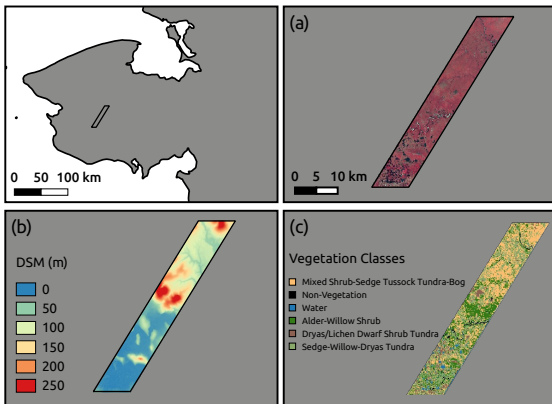 0 50 100 km
(a)
0 5 10 km
(b)
DSM (m)
0
50
100
150
200
250
(c)
Vegetation Classes
Mixed Shrub-Sedge Tussock Tundra-Bog
Non-Vegetation
Water
Alder-Willow Shrub
Dryas/Lichen Dwarf Shrub Tundra
Sedge-Willow-Dryas Tundra